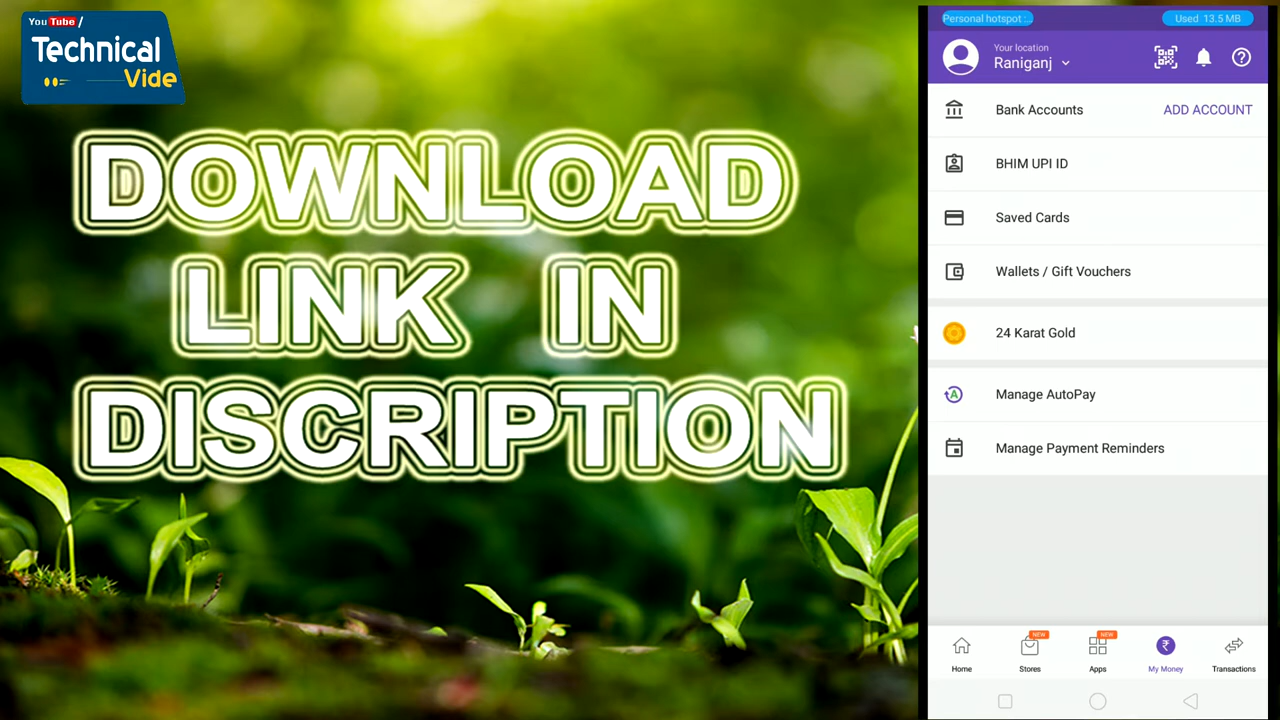 You Tube /
Technical
Vide
DOWNLOAD
LINK IN
DISCRIPTION
Personal hotspot :...
Used 13.5 MB
Your location
Raniganj
Bank Accounts
ADD ACCOUNT
BHIM UPI ID
Saved Cards
Wallets / Gift Vouchers
24 Karat Gold
A
Manage AutoPay
Manage Payment Reminders
NEW
NEW
₹
Home
Stores
Apps
My Money
Transactions